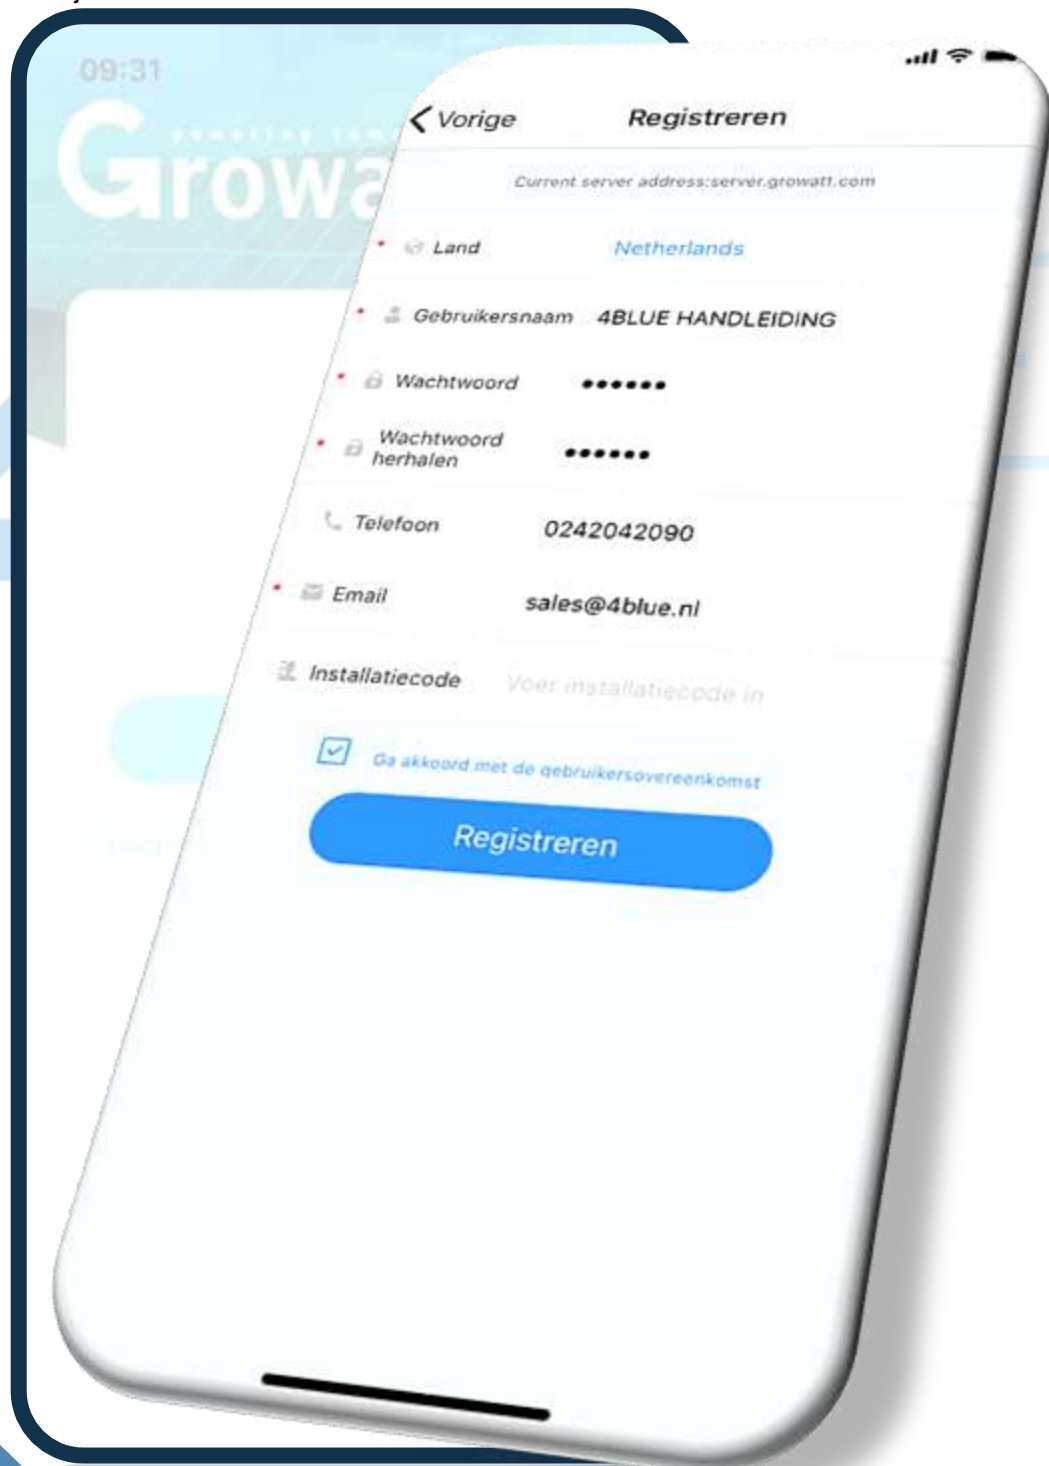 09:31
Growa
Vorige
Registreren
Current server address:server.growatt.com
* Land
Netherlands
* Gebruikersnaam
4BLUE HANDLEIDING
* Wachtwoord
••••••
* Wachtwoord
herhalen
••••••
Telefoon
0242042090
* Email
sales@4blue.nl
Installatiecode
Voer installatiecode in
Ga akkoord met de gebruikersovereenkomst
Registreren